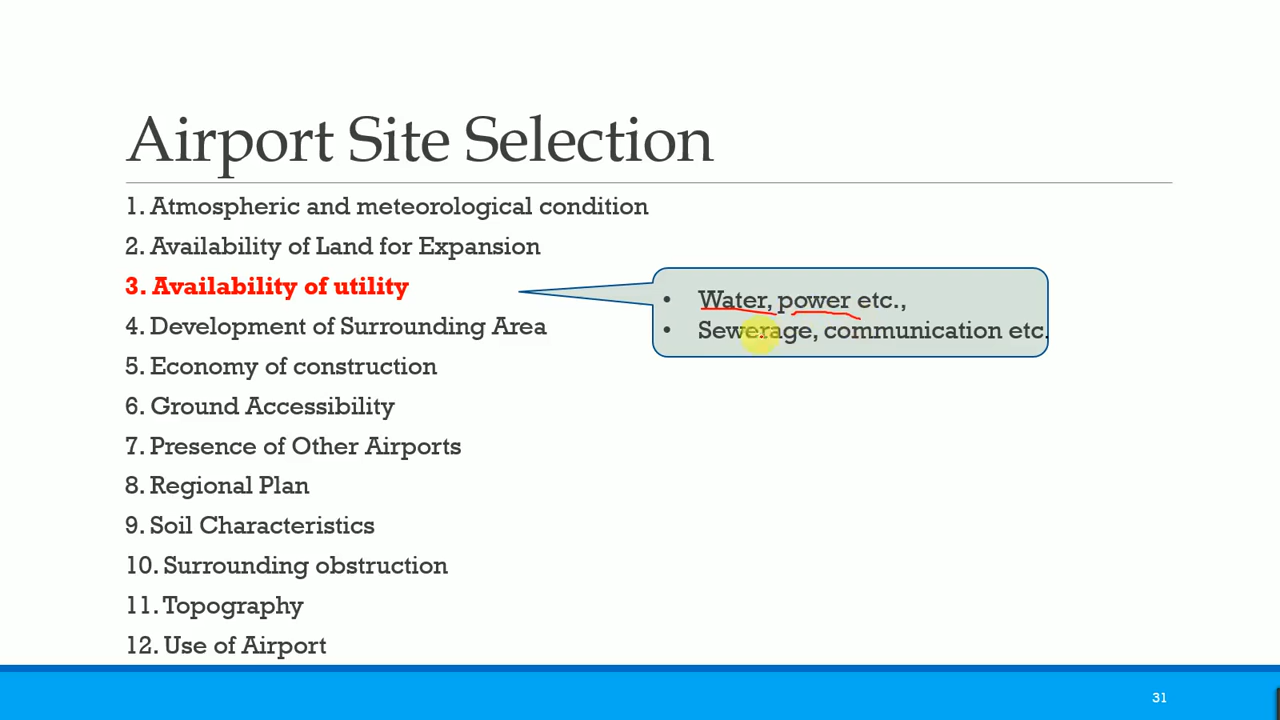 Airport Site Selection
1. Atmospheric and meteorological condition
2. Availability of Land for Expansion
3. Availability of utility
4. Development of Surrounding Area
5. Economy of construction
6. Ground Accessibility
7. Presence of Other Airports
8. Regional Plan
9. Soil Characteristics
10. Surrounding obstruction
11. Topography
12. Use of Airport
• Water, power etc.,
• Sewerage, communication etc.
31